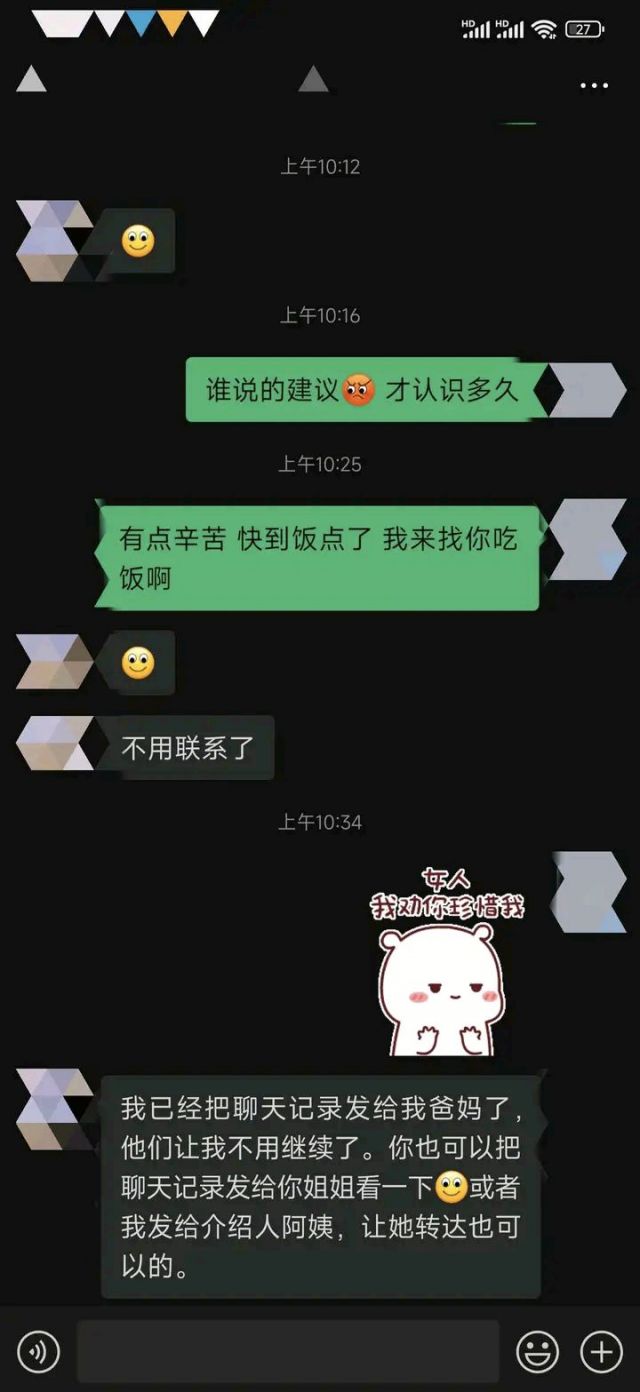 HD HD 27
上午10:12
上午10:16
谁说的建议 才认识多久
上午10:25
有点辛苦 快到饭点了 我来找你吃
饭啊
不用联系了
上午10:34
女人
我劝你珍惜我
我已经把聊天记录发给我爸妈了，
他们让我不用继续了。你也可以把
聊天记录发给你姐姐看一下或者
我发给介绍人阿姨，让她转达也可
以的。